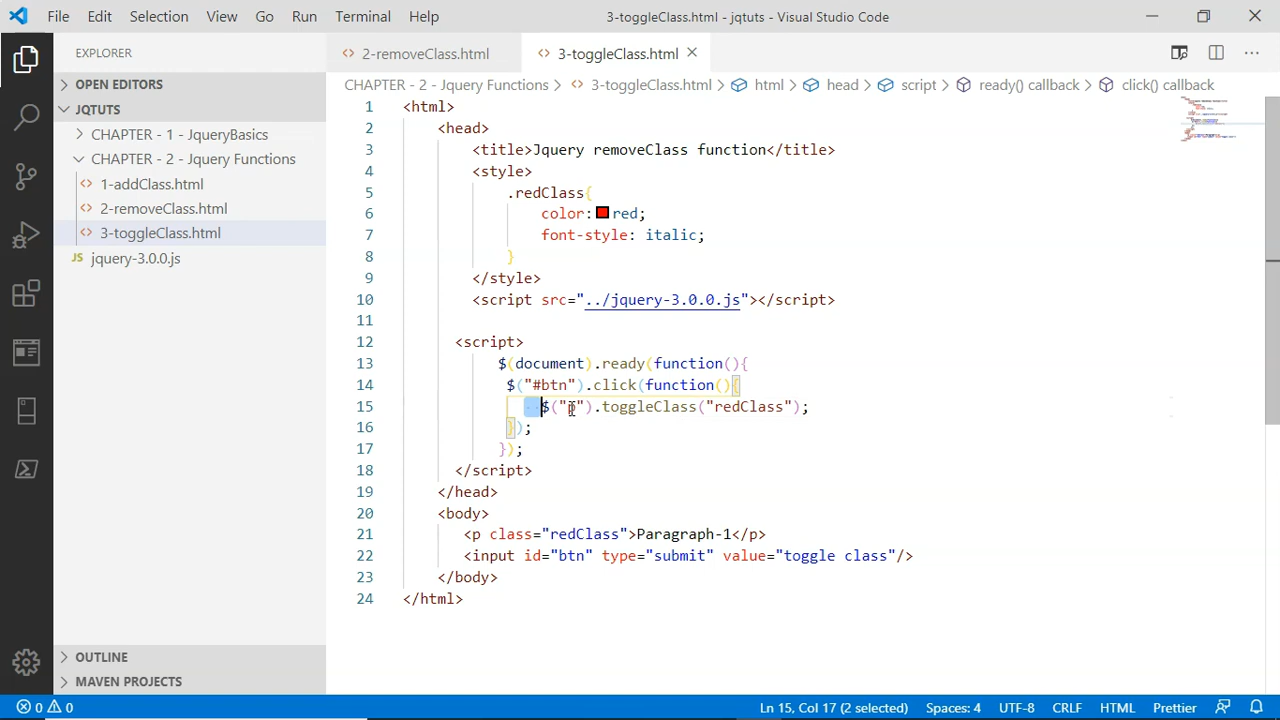 File Edit Selection View Go Run Terminal Help 3-toggleClass.html - jqtuts - Visual Studio Code
EXPLORER
OPEN EDITORS
JQTUTS
CHAPTER - 1 - JqueryBasics
CHAPTER - 2 - Jquery Functions
1-addClass.html
2-removeClass.html
3-toggleClass.html
JS jquery-3.0.0.js
OUTLINE
MAVEN PROJECTS
2-removeClass.html 3-toggleClass.html
CHAPTER - 2 - Jquery Functions > 3-toggleClass.html > html > head > script > ready() callback > click() callback
1 <html>
2 <head>
3 <title>Jquery removeClass function</title>
4 <style>
5 .redClass{
6 color: red;
7 font-style: italic;
8 }
9 </style>
10 <script src="../jquery-3.0.0.js"></script>
11
12 <script>
13 $(document).ready(function(){
14 $("#btn").click(function(){
15 $("p").toggleClass("redClass");
16 });
17 });
18 </script>
19 </head>
20 <body>
21 <p class="redClass">Paragraph-1</p>
22 <input id="btn" type="submit" value="toggle class"/>
23 </body>
24 </html>
0 0 Ln 15, Col 17 (2 selected) Spaces: 4 UTF-8 CRLF HTML Prettier